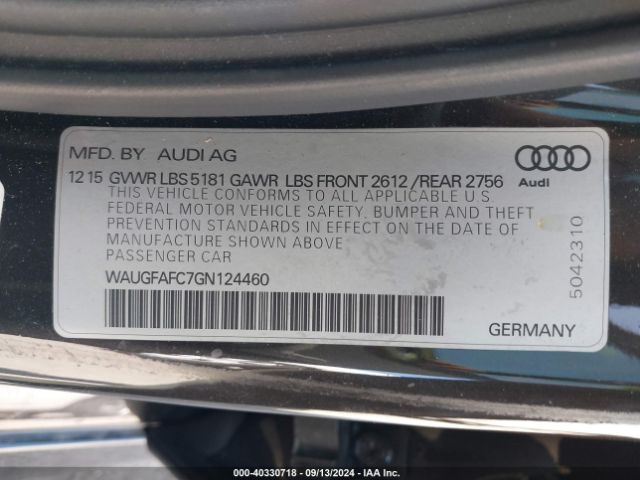 MFD. BY AUDI AG
12 15 GVWR LBS 5181 GAWR LBS FRONT 2612 /REAR 2756
THIS VEHICLE CONFORMS TO ALL APPLICABLE U.S.
FEDERAL MOTOR VEHICLE SAFETY. BUMPER AND THEFT
PREVENTION STANDARDS IN EFFECT ON THE DATE OF
MANUFACTURE SHOWN ABOVE
PASSENGER CAR
WAUGFAFC7GN124460
Audi
5042310
GERMANY
000-40330718 - 09/13/2024 - IAA Inc.